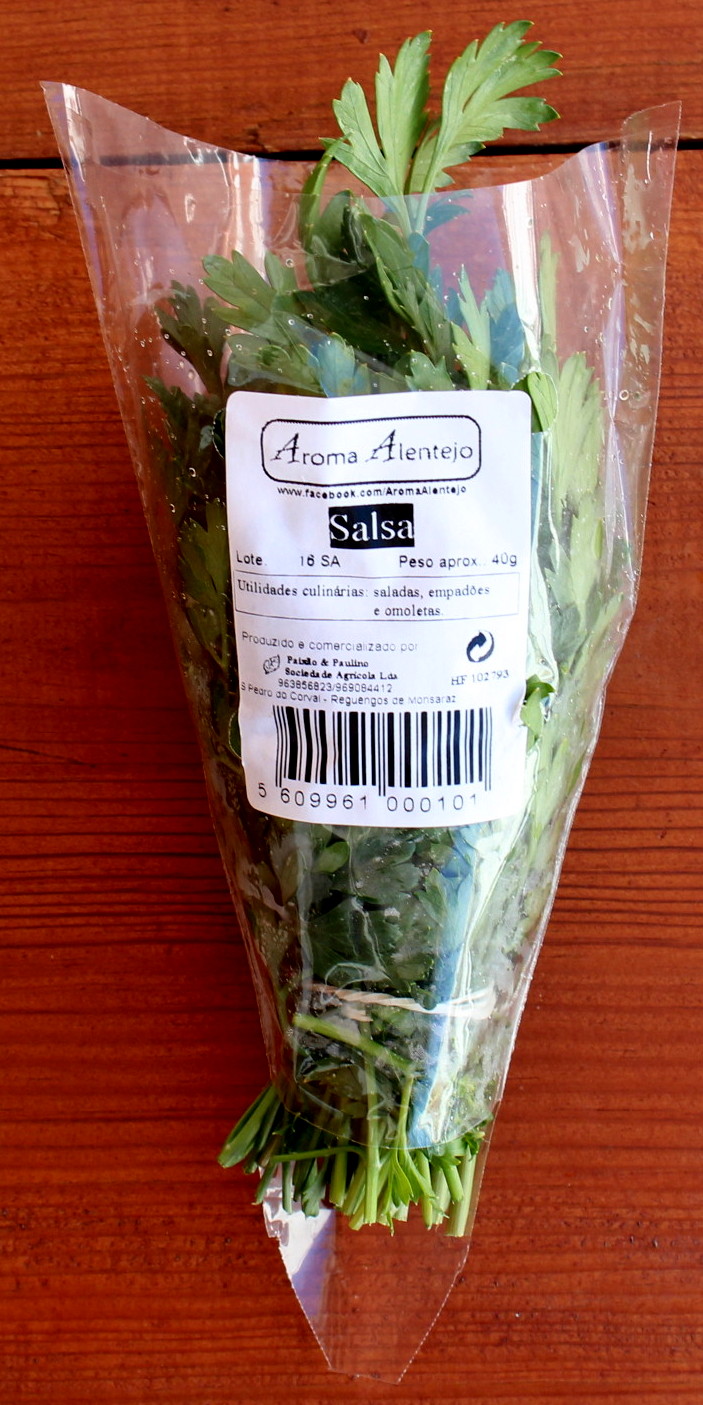 Aroma Alentejo
www.facebook.com/AromaAlentejo
Salsa
Lote. 16 SA Peso aprox.. 40g
Utilidades culinárias: saladas, empadões
e omoletas.
Produzido e comercializado por
Paixão & Paulino
Sociedade Agrícola Lda
963856823/969084412
HF 102793
S Pedro do Corval - Reguengos de Monsaraz
5 609961 000101